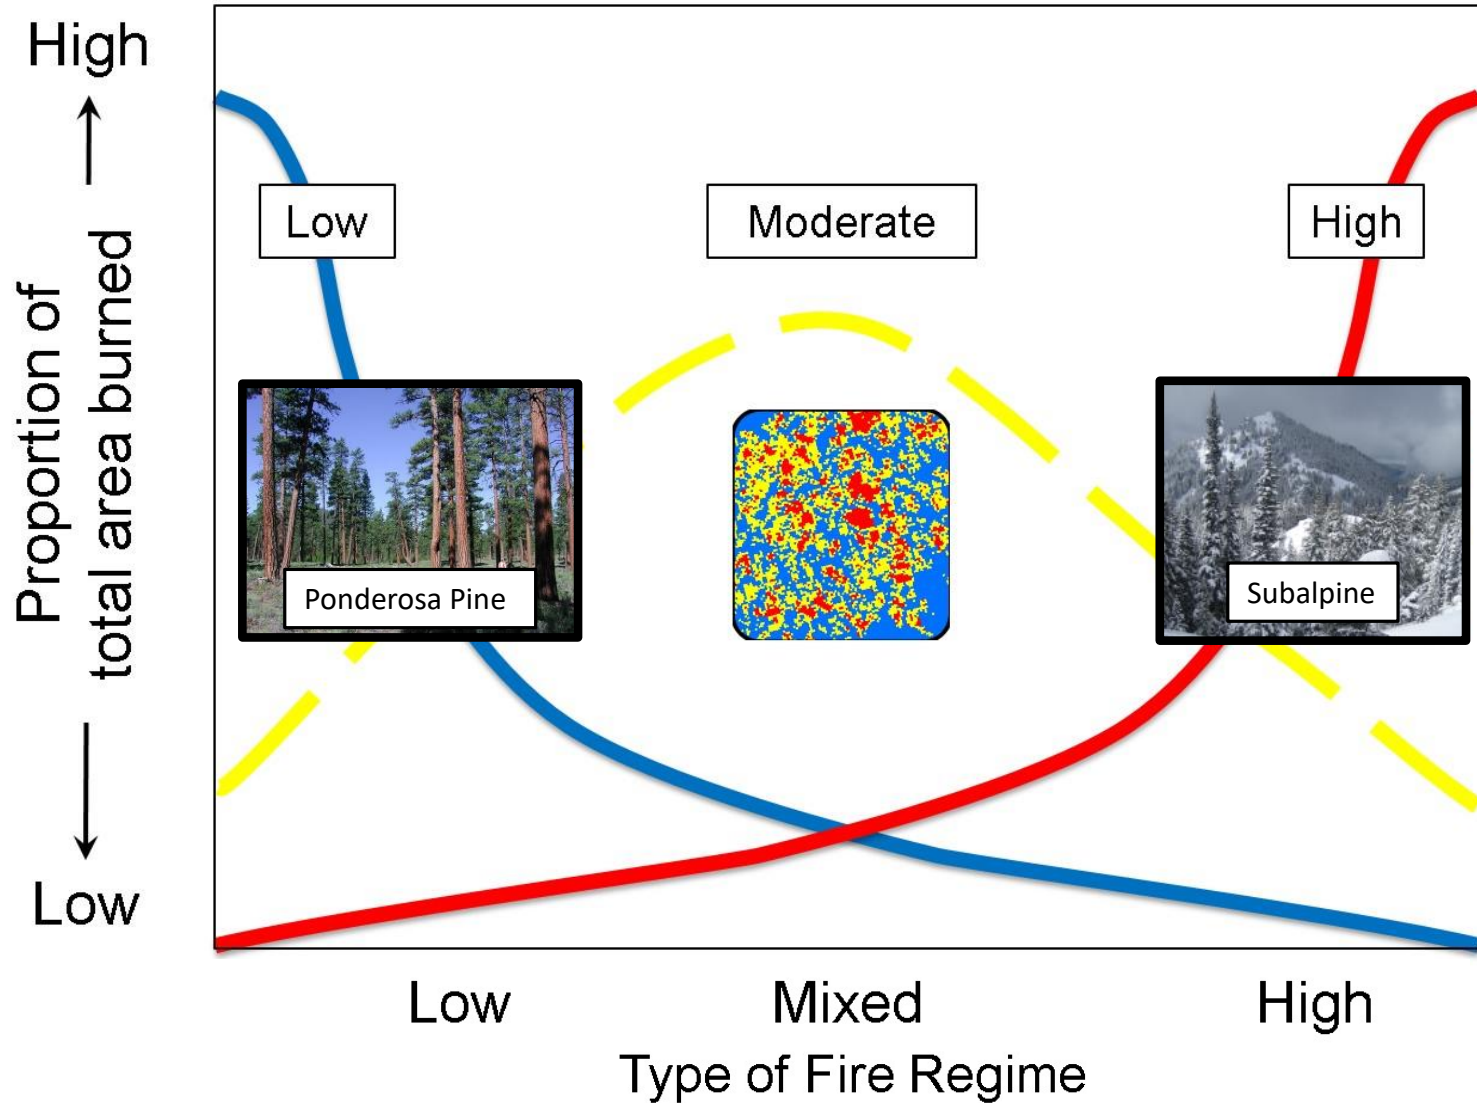 High
Proportion of
total area burned
Low
Low
Moderate
High
Ponderosa Pine
Subalpine
Low
Mixed
High
Type of Fire Regime